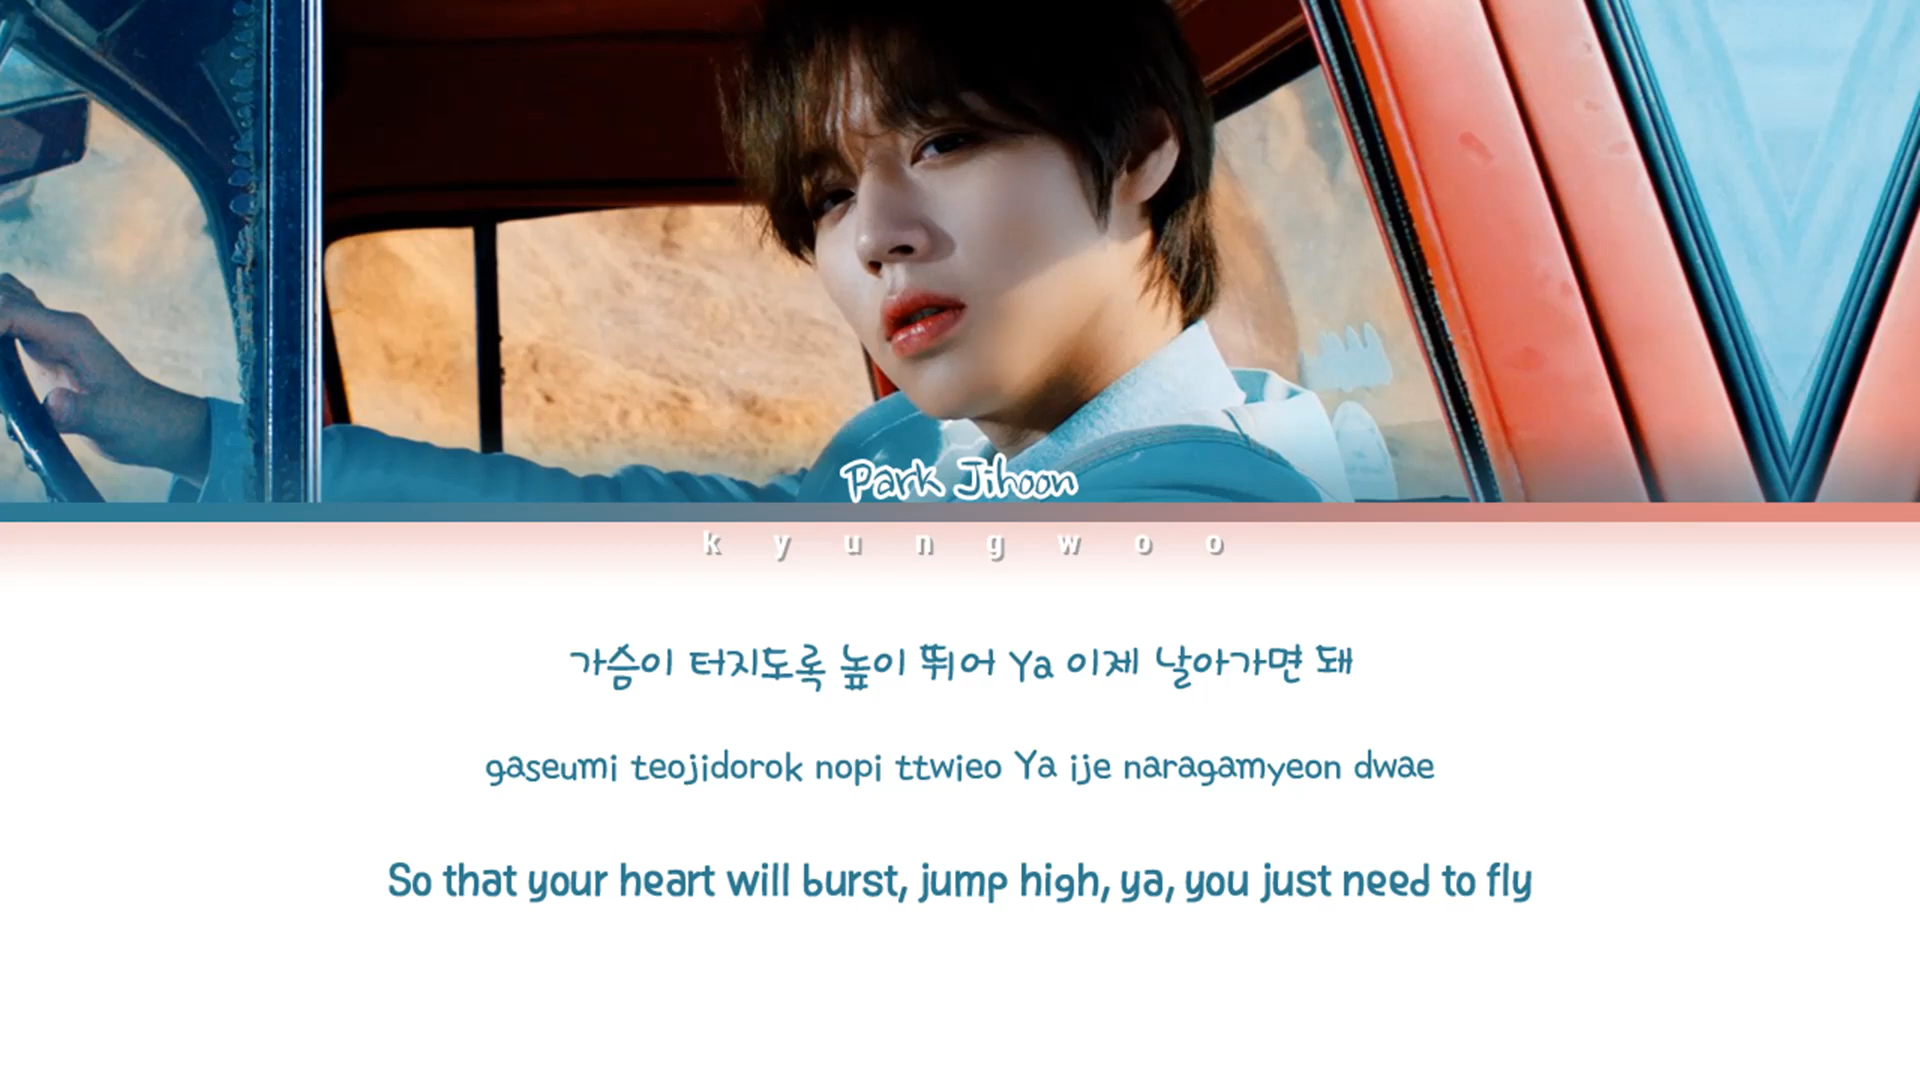 Park Jihoon
kyungwoo
가슴이 터지도록 높이 뛰어 Ya 이제 날아가면 돼
gaseumi teojidorok nopi ttwieo Ya ije naragamyeon dwae
So that your heart will burst, jump high, ya, you just need to fly